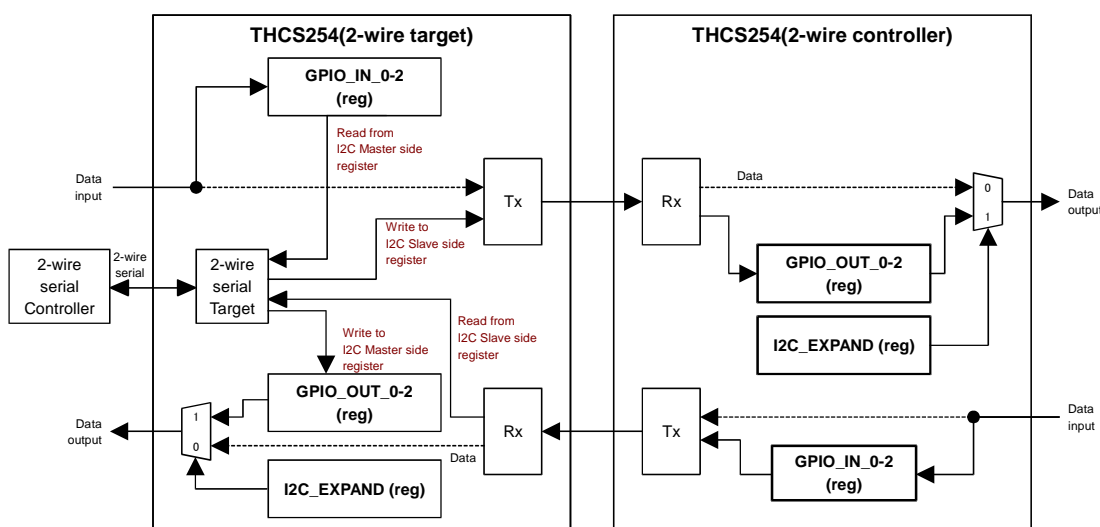 THCS254(2-wire target)
GPIO_IN_0-2
(reg)
Read from
I2C Master side
register
Data
input
Tx
Write to
I2C Slave side
register
2-wire
serial
Controller
2-wire
serial
2-wire
serial
Target
Read from
I2C Slave side
register
Write to
I2C Master side
register
GPIO_OUT_0-2
(reg)
Data
output
1
0
Rx
Data
I2C_EXPAND (reg)
THCS254(2-wire controller)
Rx
Data
0
1
Data
output
GPIO_OUT_0-2
(reg)
I2C_EXPAND (reg)
Tx
Data
input
GPIO_IN_0-2
(reg)